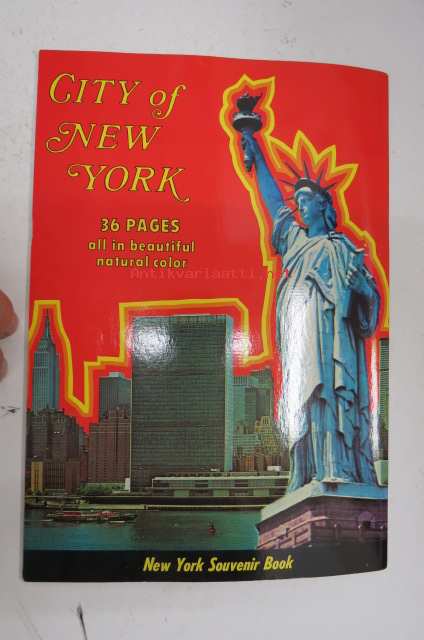 CITY of
NEW
YORK
36 PAGES
all in beautiful
natural color
Antikvariaatti.net
New York Souvenir Book